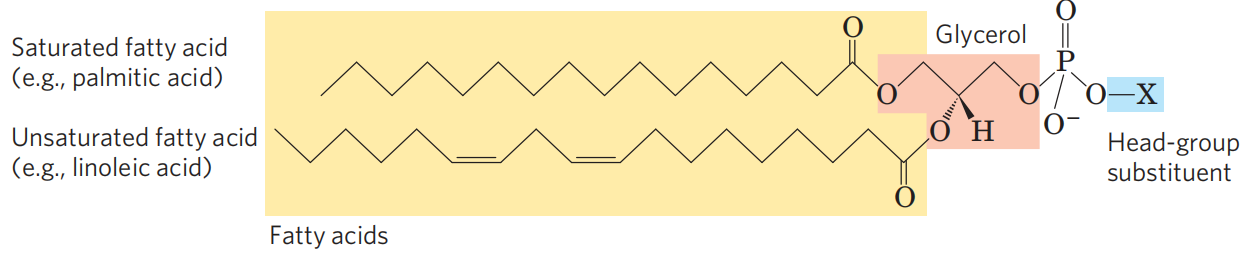 Saturated fatty acid
(e.g., palmitic acid)
Unsaturated fatty acid
(e.g., linoleic acid)
Fatty acids
O
O
O
O
Glycerol
H
O
O
P
O⁻
O—X
Head-group
substituent